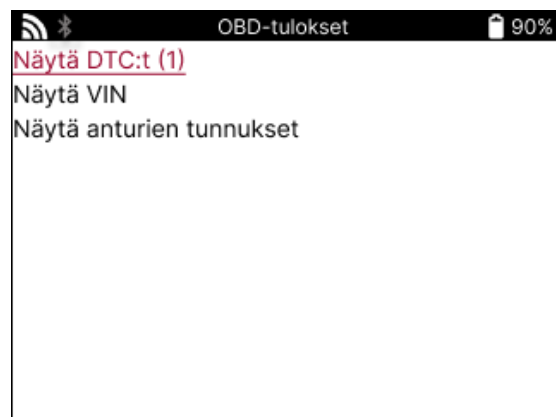 OBD-tulokset 90%
Näytä DTC:t (1)
Näytä VIN
Näytä anturien tunnukset